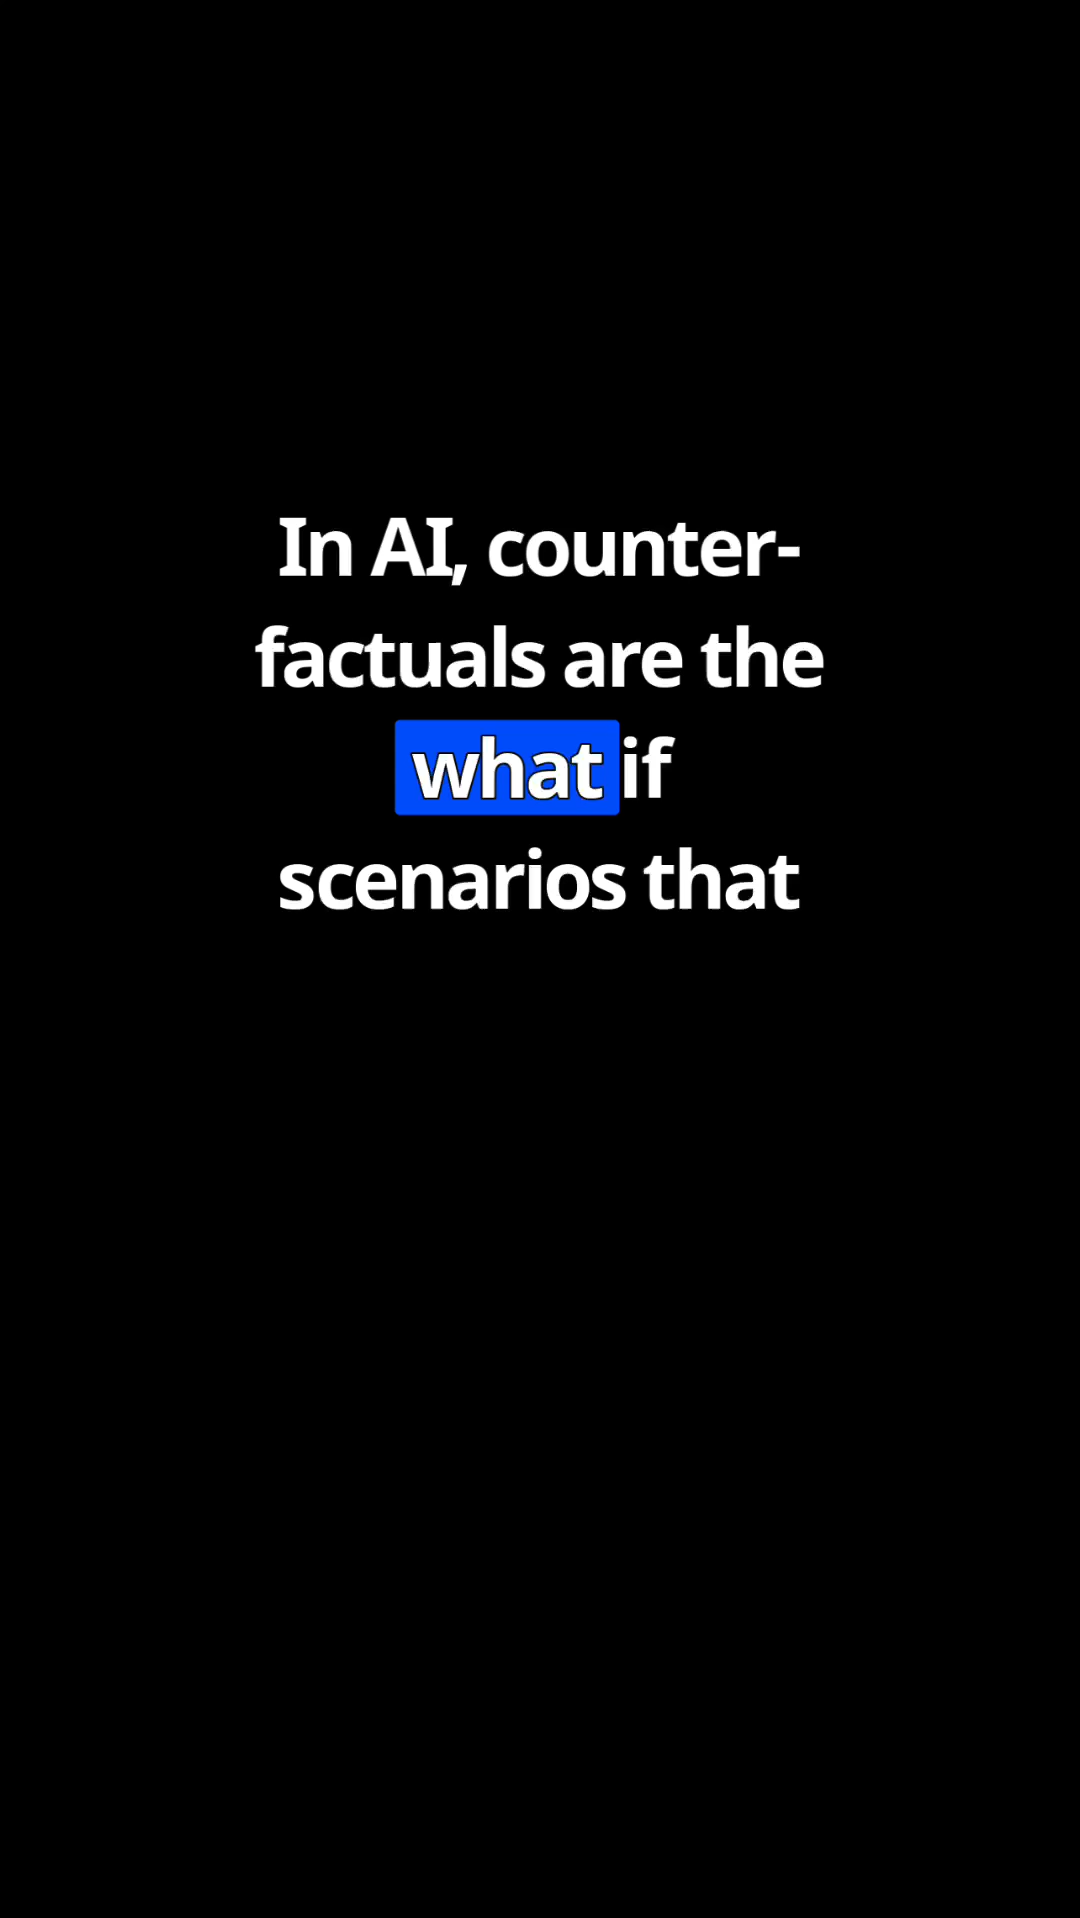 In AI, counter-
factuals are the
what if
scenarios that